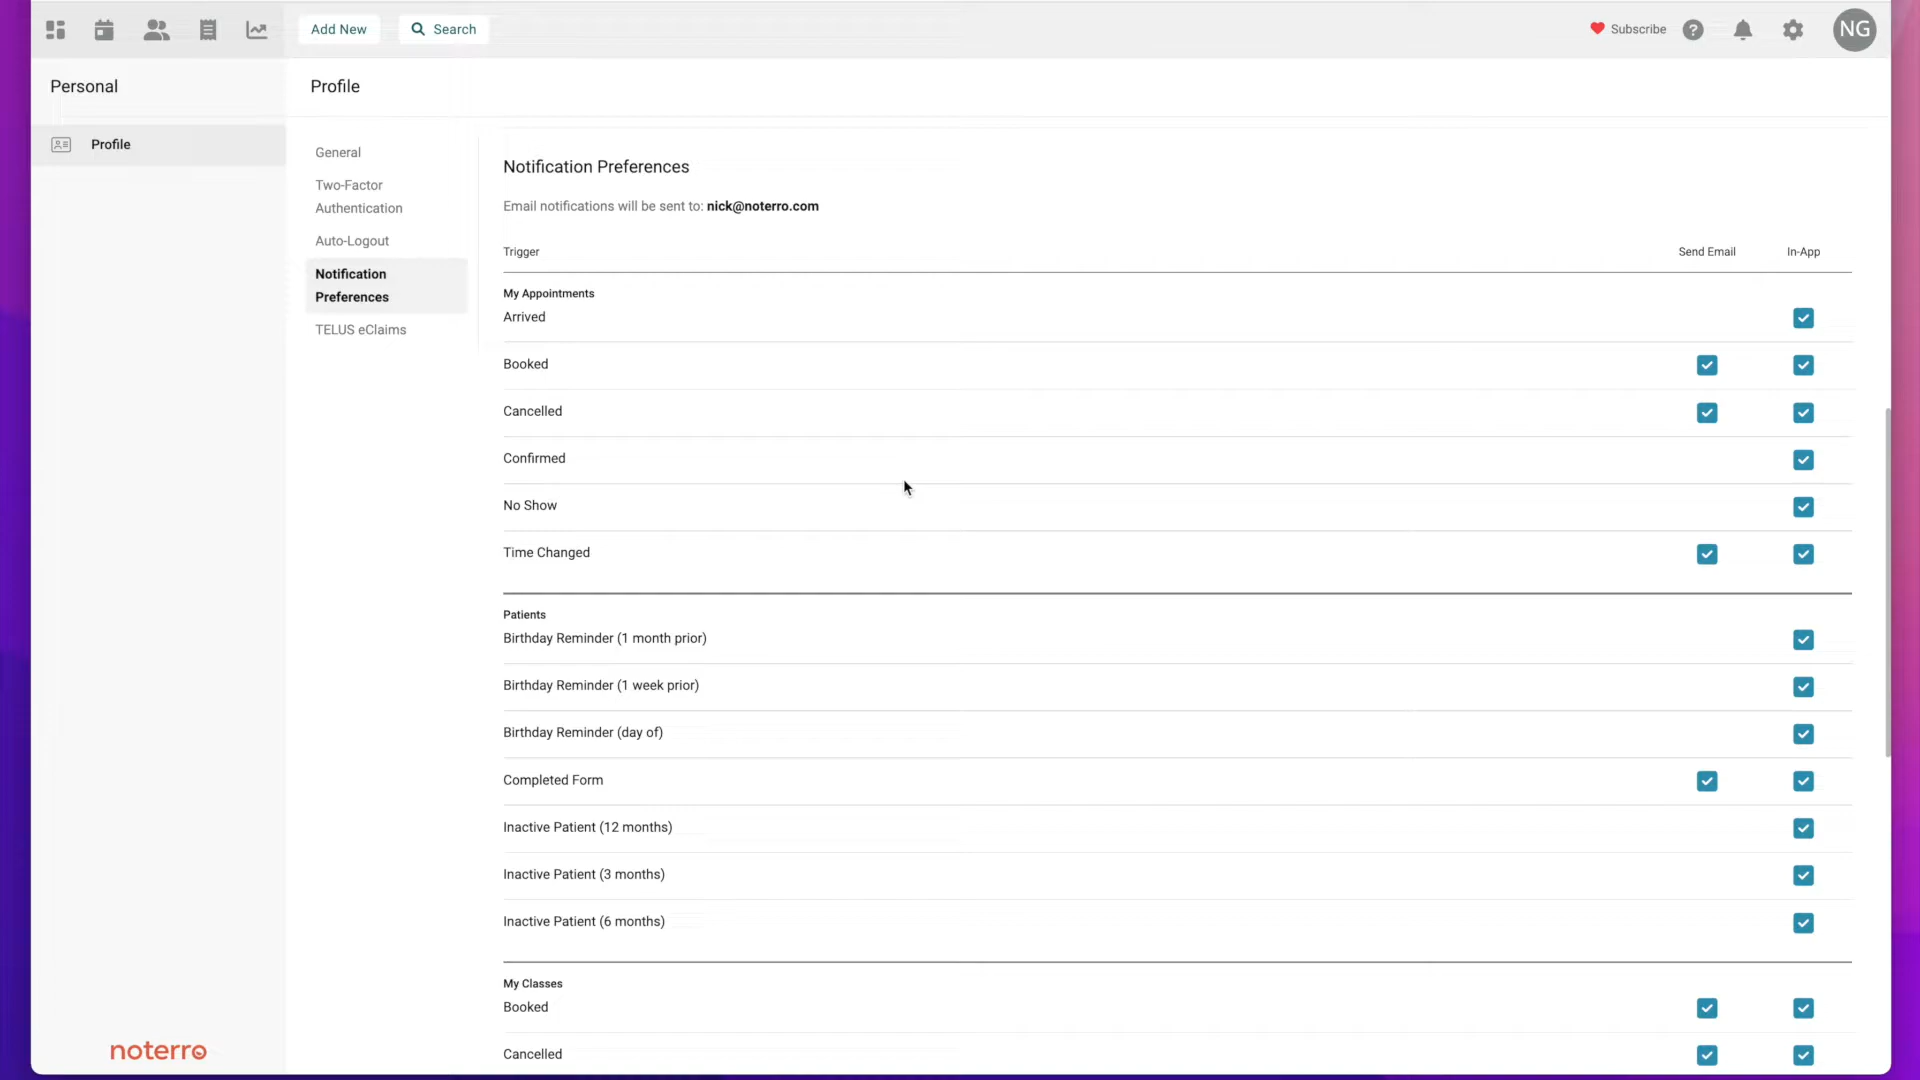 Add New
Search
Subscribe
?
NG
Personal
Profile
Profile
General
Two-Factor
Authentication
Auto-Logout
Notification
Preferences
TELUS eClaims
Notification Preferences
Email notifications will be sent to: nick@noterro.com
Trigger Send Email In-App
My Appointments
Arrived
Booked
Cancelled
Confirmed
No Show
Time Changed
Patients
Birthday Reminder (1 month prior)
Birthday Reminder (1 week prior)
Birthday Reminder (day of)
Completed Form
Inactive Patient (12 months)
Inactive Patient (3 months)
Inactive Patient (6 months)
My Classes
Booked
Cancelled
noterro